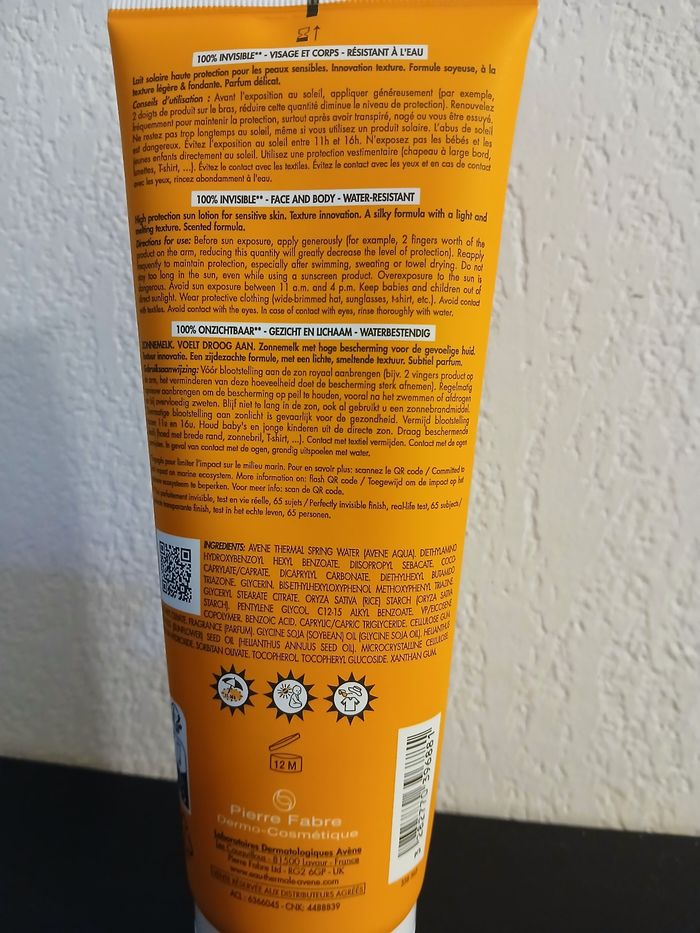 100% INVISIBLE** - VISAGE ET CORPS - RÉSISTANT À L'EAU
Lait solaire haute protection pour les peaux sensibles. Innovation texture. Formule soyeuse, à la
texture légère & fondante. Parfum délicat.
Conseils d'utilisation : Avant l'exposition au soleil, appliquer généreusement (par exemple,
2 doigts de produit sur le bras, réduire cette quantité diminue le niveau de protection). Renouvelez
fréquemment pour maintenir la protection, surtout après avoir transpiré, nagé ou vous être essuyé.
Ne restez pas trop longtemps au soleil, même si vous utilisez un produit solaire. L'abus de soleil
est dangereux. Évitez l'exposition au soleil entre 11h et 16h. N'exposez pas les bébés et les
jeunes enfants directement au soleil. Utilisez une protection vestimentaire (chapeau à large bord,
lunettes, T-shirt, ...). Évitez le contact avec les textiles. Évitez le contact avec les yeux et en cas de contact
avec les yeux, rincez abondamment à l'eau.
100% INVISIBLE** - FACE AND BODY - WATER-RESISTANT
High protection sun lotion for sensitive skin. Texture innovation. A silky formula with a light and
melting texture. Scented formula.
Directions for use: Before sun exposure, apply generously (for example, 2 fingers worth of the
product on the arm, reducing this quantity will greatly decrease the level of protection). Reapply
frequently to maintain protection, especially after swimming, sweating or towel drying. Do not
stay too long in the sun, even while using a sunscreen product. Overexposure to the sun is
dangerous. Avoid sun exposure between 11 a.m. and 4 p.m. Keep babies and children out of
direct sunlight. Wear protective clothing (wide-brimmed hat, sunglasses, t-shirt, etc.). Avoid contact
with textiles. Avoid contact with the eyes. In case of contact with eyes, rinse thoroughly with water.
100% ONZICHTBAAR** - GEZICHT EN LICHAAM - WATERBESTENDIG
ZONNEMELK. VOELT DROOG AAN. Zonnemelk met hoge bescherming voor de gevoelige huid.
innovatie. Een zijdezachte formule, met een lichte, smeltende textuur. Subtiel parfum.
Gebruiksaanwijzing: Vóór blootstelling aan de zon royaal aanbrengen (bijv. 2 vingers product op
arm, het verminderen van deze hoeveelheid doet de bescherming sterk afnemen). Regelmatig
opnieuw aanbrengen om de bescherming op peil te houden, vooral na het zwemmen of afdrogen
bij overvloedig zweten. Blijf niet te lang in de zon, ook al gebruikt u een zonnebrandmiddel.
Overmatige blootstelling aan zonlicht is gevaarlijk voor de gezondheid. Vermijd blootstelling
11u en 16u. Houd baby's en jonge kinderen uit de directe zon. Draag beschermende
(hoed met brede rand, zonnebril, T-shirt, ...). Contact met textiel vermijden. Contact met de ogen
In geval van contact met de ogen, grondig uitspoelen met water.
pour limiter l'impact sur le milieu marin. Pour en savoir plus: scannez le QR code / Committed to
impact on marine ecosystem. More information on: flash QR code / Toegewijd om de impact op het
ecosysteem te beperken. Voor meer info: scan de QR code.
parfaitement invisible, test en vie réelle, 65 sujets / Perfectly invisible finish, real-life test, 65 subjects /
transparante finish, test in het echte leven, 65 personen.
INGREDIENTS: AVENE THERMAL SPRING WATER (AVENE AQUA). DIETHYLAMINO
HYDROXYBENZOYL HEXYL BENZOATE. DIISOPROPYL SEBACATE. COCO-
CAPRYLATE/CAPRATE. DICAPRYLYL CARBONATE. DIETHYLHEXYL BUTAMIDO
TRIAZONE. GLYCERIN. BIS-ETHYLHEXYLOXYPHENOL METHOXYPHENYL TRIAZINE.
GLYCERYL STEARATE CITRATE. ORYZA SATIVA (RICE) STARCH (ORYZA SATIVA
STARCH). PENTYLENE GLYCOL. C12-15 ALKYL BENZOATE. VP/EICOSENE
COPOLYMER. BENZOIC ACID. CAPRYLIC/CAPRIC TRIGLYCERIDE. CELLULOSE GUM.
CITRATE. FRAGRANCE (PARFUM). GLYCINE SOJA (SOYBEAN) OIL (GLYCINE SOJA OIL). HELIANTHUS
(SUNFLOWER) SEED OIL (HELIANTHUS ANNUUS SEED OIL). MICROCRYSTALLINE CELLULOSE.
SORBITAN OLIVATE. TOCOPHEROL. TOCOPHERYL GLUCOSIDE. XANTHAN GUM.
12 M
Pierre Fabre
Dermo-Cosmétique
Laboratoires Dermatologiques Avène
Les Cauquillous - 81500 Lavaur - France
Pierre Fabre Ltd - RG2 6GP - UK
www.eau-thermale-avene.com
VENTE RÉSERVÉE AUX DISTRIBUTEURS AGRÉÉS
ACL : 6366045 - CNK: 4488839
3 282770 396881